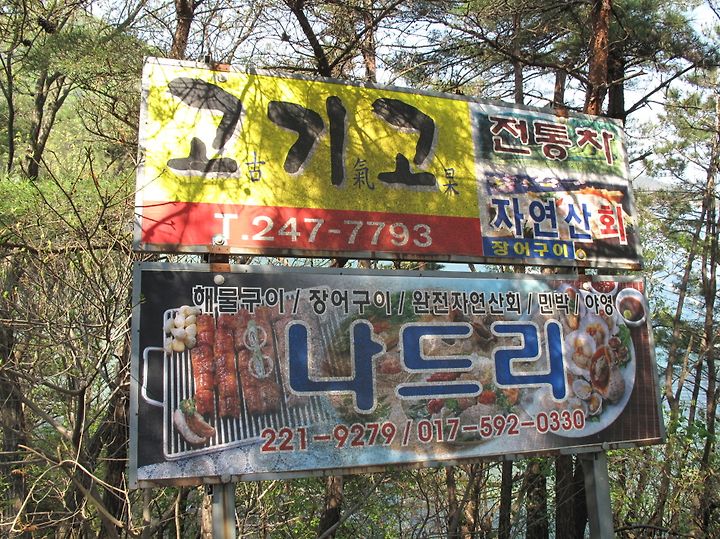 고古기氣고杲
T.247-7793
전통차
자연산회
장어구이
해물구이/장어구이/완전자연산회/민박/야영
나드리
221-9279/017-592-0330